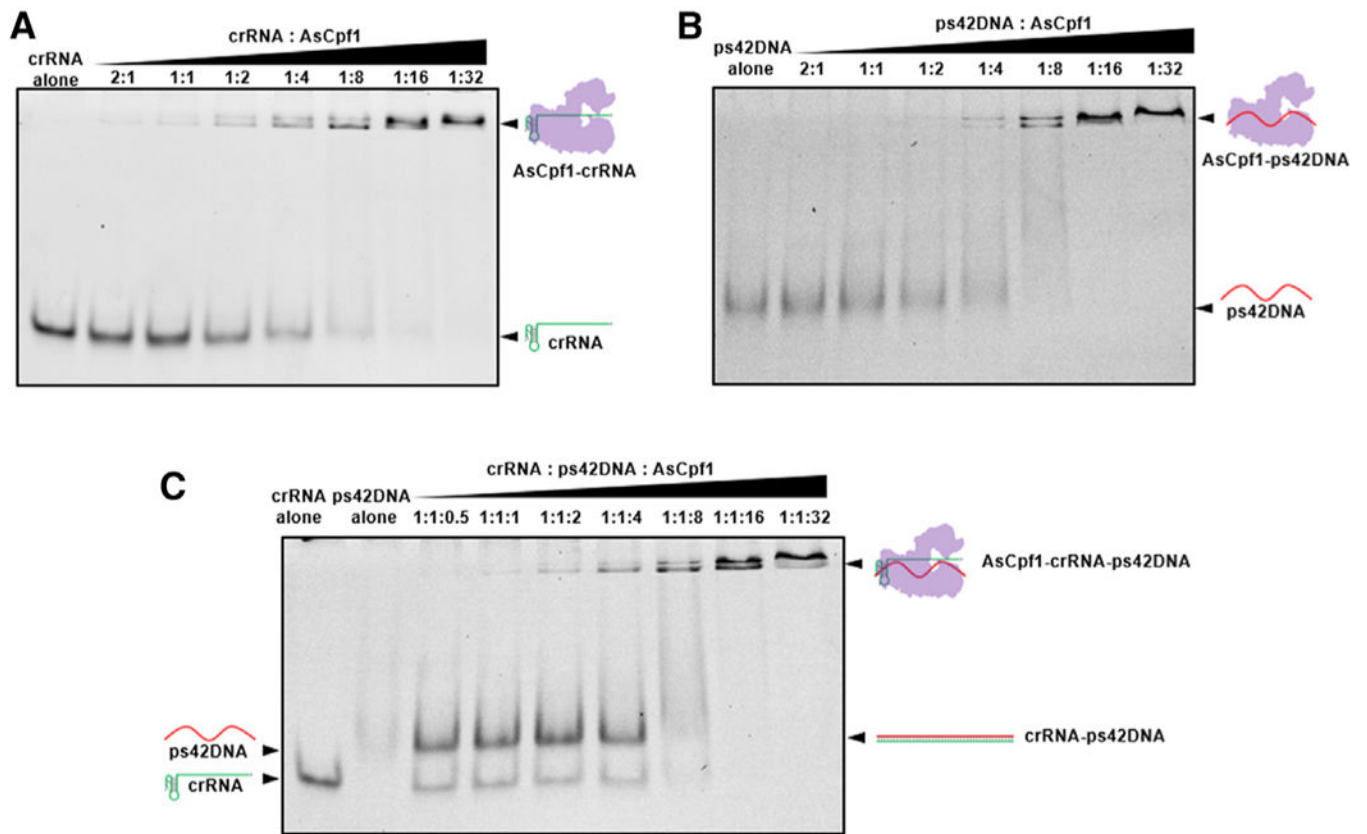 A
crRNA : AsCpf1
crRNA
alone 2:1 1:1 1:2 1:4 1:8 1:16 1:32
AsCpf1-crRNA
crRNA
B
ps42DNA : AsCpf1
ps42DNA
alone 2:1 1:1 1:2 1:4 1:8 1:16 1:32
AsCpf1-ps42DNA
ps42DNA
C
crRNA : ps42DNA : AsCpf1
crRNA ps42DNA
alone alone 1:1:0.5 1:1:1 1:1:2 1:1:4 1:1:8 1:1:16 1:1:32
AsCpf1-crRNA-ps42DNA
ps42DNA
crRNA-ps42DNA
crRNA